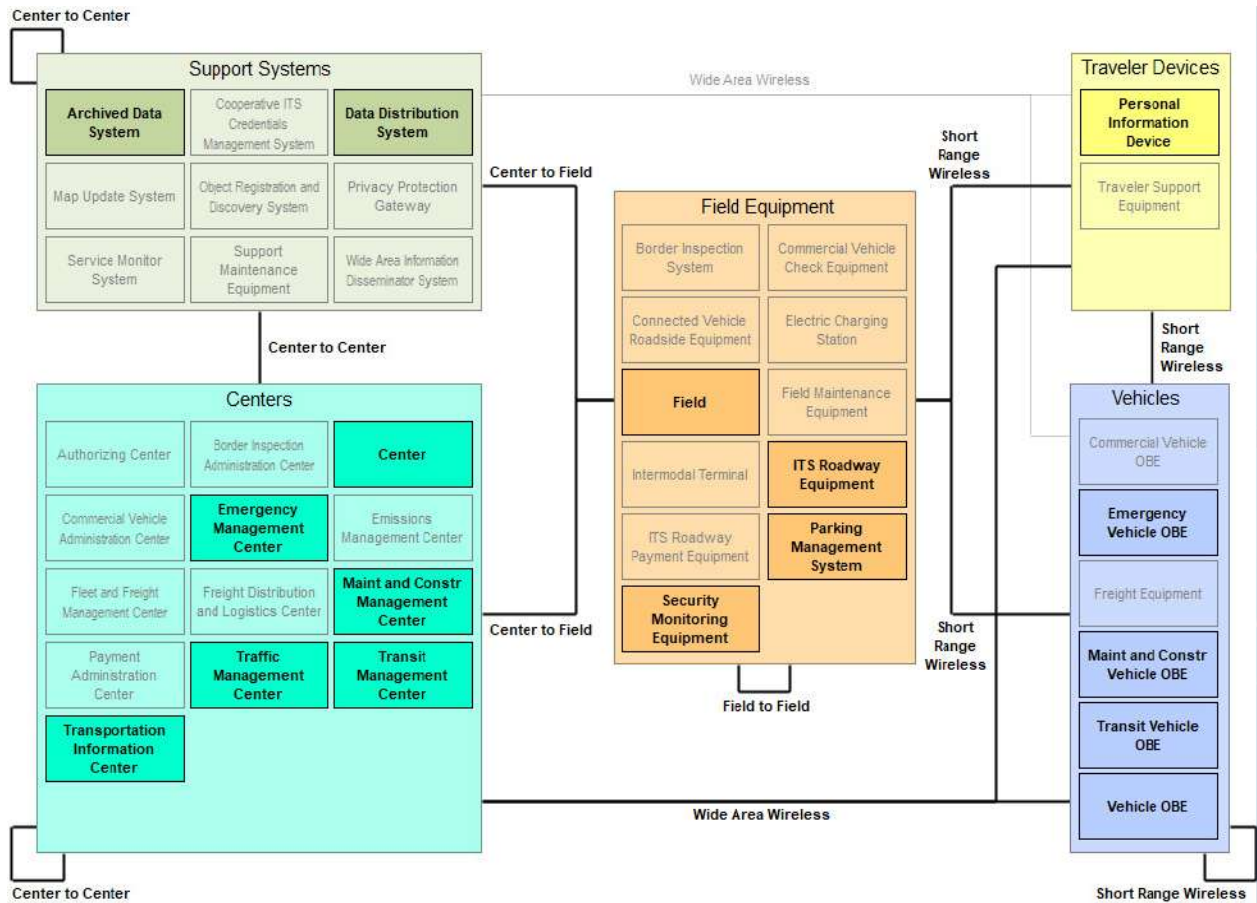 Center to Center
Support Systems
Archived Data
System
Cooperative ITS
Credentials
Management System
Data Distribution
System
Map Update System
Object Registration and
Discovery System
Privacy Protection
Gateway
Service Monitor
System
Support
Maintenance
Equipment
Wide Area Information
Disseminator System
Wide Area Wireless
Center to Field
Center to Center
Centers
Authorizing Center
Border Inspection
Administration Center
Center
Commercial Vehicle
Administration Center
Emergency
Management
Center
Emissions
Management Center
Fleet and Freight
Management Center
Freight Distribution
and Logistics Center
Maint and Constr
Management
Center
Payment
Administration
Center
Traffic
Management
Center
Transit
Management
Center
Transportation
Information
Center
Center to Field
Center to Center
Field Equipment
Border Inspection
System
Commercial Vehicle
Check Equipment
Connected Vehicle
Roadside Equipment
Electric Charging
Station
Field
Field Maintenance
Equipment
Intermodal Terminal
ITS Roadway
Equipment
ITS Roadway
Payment Equipment
Parking
Management
System
Security
Monitoring
Equipment
Field to Field
Wide Area Wireless
Short
Range
Wireless
Short
Range
Wireless
Traveler Devices
Personal
Information
Device
Traveler Support
Equipment
Short
Range
Wireless
Vehicles
Commercial Vehicle
OBE
Emergency
Vehicle OBE
Freight Equipment
Maint and Constr
Vehicle OBE
Transit Vehicle
OBE
Vehicle OBE
Short Range Wireless